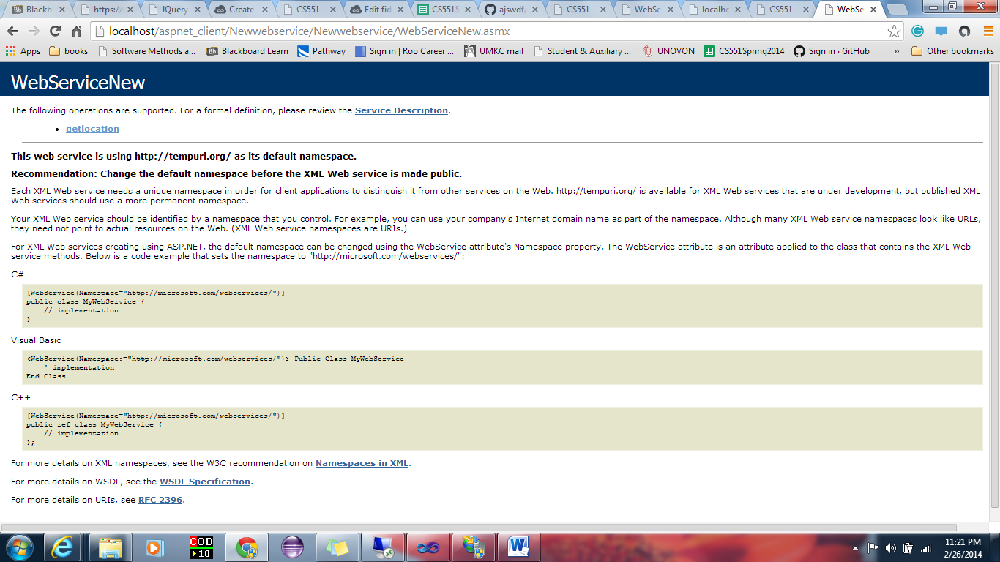 Blackb
https:/
JQuery
Create
CS551
Edit fid
CS551S
ajswdf/
CS551
WebSe
localho
CS551
WebSe
localhost/aspnet_client/Newwebservice/Newwebservice/WebServiceNew.asmx
Apps books Software Methods a... Blackboard Learn Pathway Sign in | Roo Career ... UMKC mail Student & Auxiliary ... UNOVON CS551Spring2014 Sign in · GitHub » Other bookmarks
WebServiceNew
The following operations are supported. For a formal definition, please review the Service Description.
• getlocation
This web service is using http://tempuri.org/ as its default namespace.
Recommendation: Change the default namespace before the XML Web service is made public.
Each XML Web service needs a unique namespace in order for client applications to distinguish it from other services on the Web. http://tempuri.org/ is available for XML Web services that are under development, but published XML
Web services should use a more permanent namespace.
Your XML Web service should be identified by a namespace that you control. For example, you can use your company's Internet domain name as part of the namespace. Although many XML Web service namespaces look like URLs,
they need not point to actual resources on the Web. (XML Web service namespaces are URIs.)
For XML Web services creating using ASP.NET, the default namespace can be changed using the WebService attribute's Namespace property. The WebService attribute is an attribute applied to the class that contains the XML Web
service methods. Below is a code example that sets the namespace to "http://microsoft.com/webservices/":
C#
[WebService(Namespace="http://microsoft.com/webservices/")]
public class MyWebService {
// implementation
}
Visual Basic
<WebService(Namespace:="http://microsoft.com/webservices/")> Public Class MyWebService
' implementation
End Class
C++
[WebService(Namespace="http://microsoft.com/webservices/")]
public ref class MyWebService {
// implementation
};
For more details on XML namespaces, see the W3C recommendation on Namespaces in XML.
For more details on WSDL, see the WSDL Specification.
For more details on URIs, see RFC 2396.
COD
10
11:21 PM
2/26/2014